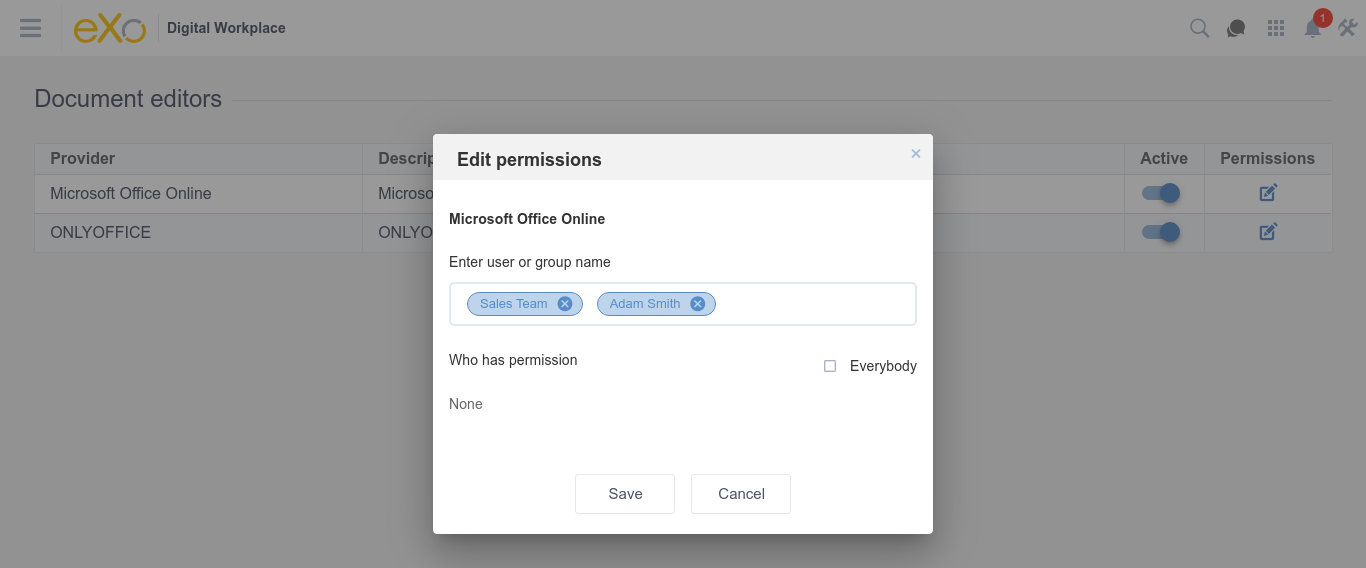 eXo Digital Workplace 1
Document editors
Provider Descrip Active Permissions
Microsoft Office Online Microso
ONLYOFFICE ONLYO
Edit permissions ×
Microsoft Office Online
Enter user or group name
Sales Team Adam Smith
Who has permission Everybody
None
Save Cancel